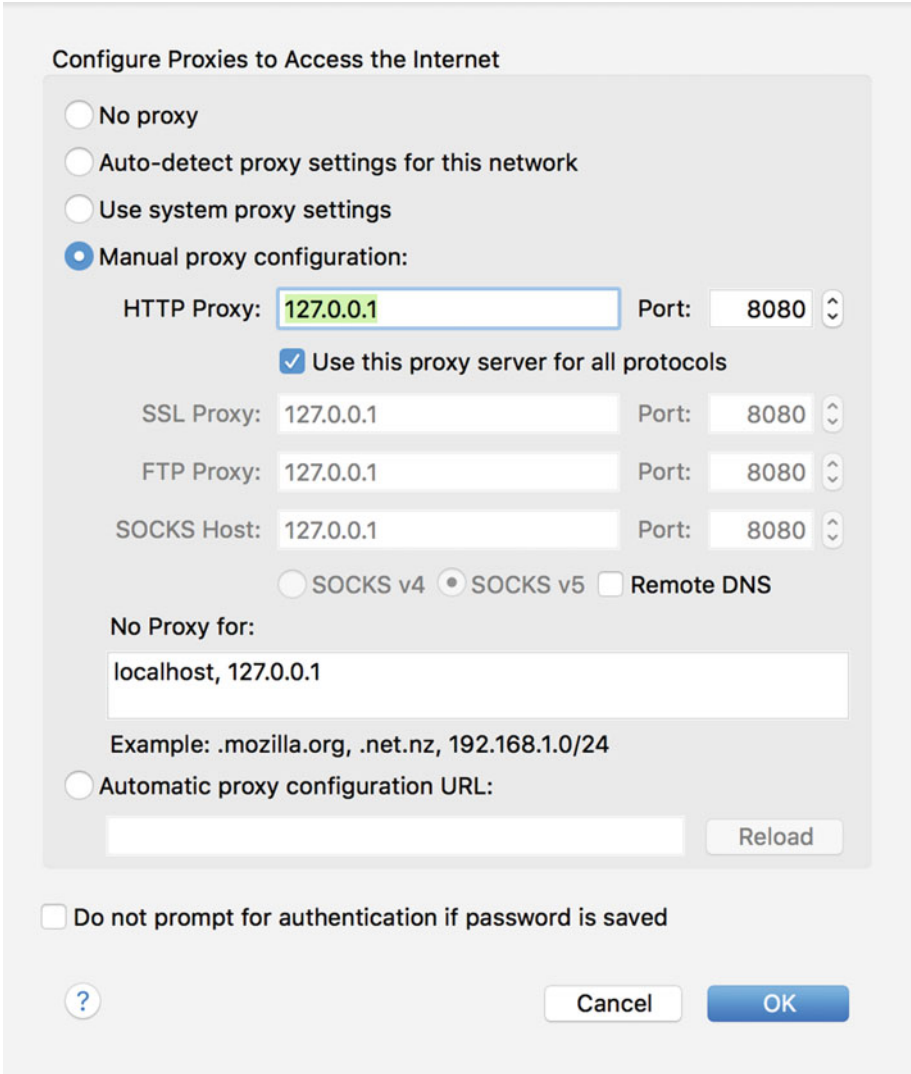 Configure Proxies to Access the Internet
No proxy
Auto-detect proxy settings for this network
Use system proxy settings
Manual proxy configuration:
HTTP Proxy: 127.0.0.1 Port: 8080
Use this proxy server for all protocols
SSL Proxy: 127.0.0.1 Port: 8080
FTP Proxy: 127.0.0.1 Port: 8080
SOCKS Host: 127.0.0.1 Port: 8080
SOCKS v4 SOCKS v5 Remote DNS
No Proxy for:
localhost, 127.0.0.1
Example: .mozilla.org, .net.nz, 192.168.1.0/24
Automatic proxy configuration URL:
Reload
Do not prompt for authentication if password is saved
? Cancel OK